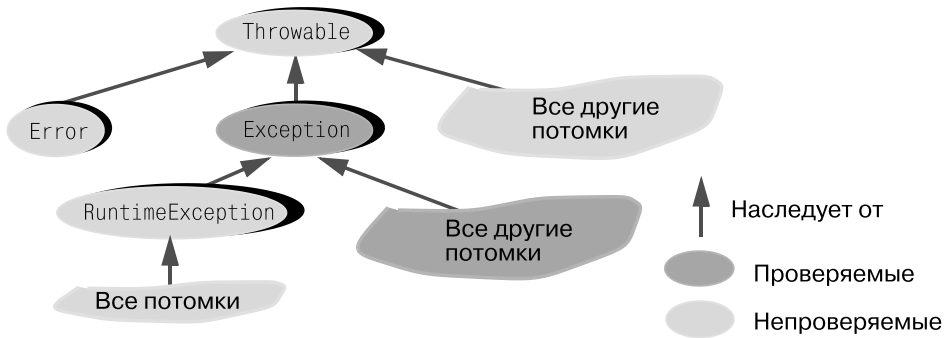 Throwable
Все другие
потомки
Error
Exception
RuntimeException
Все другие
потомки
Все потомки
Наследует от
Проверяемые
Непроверяемые